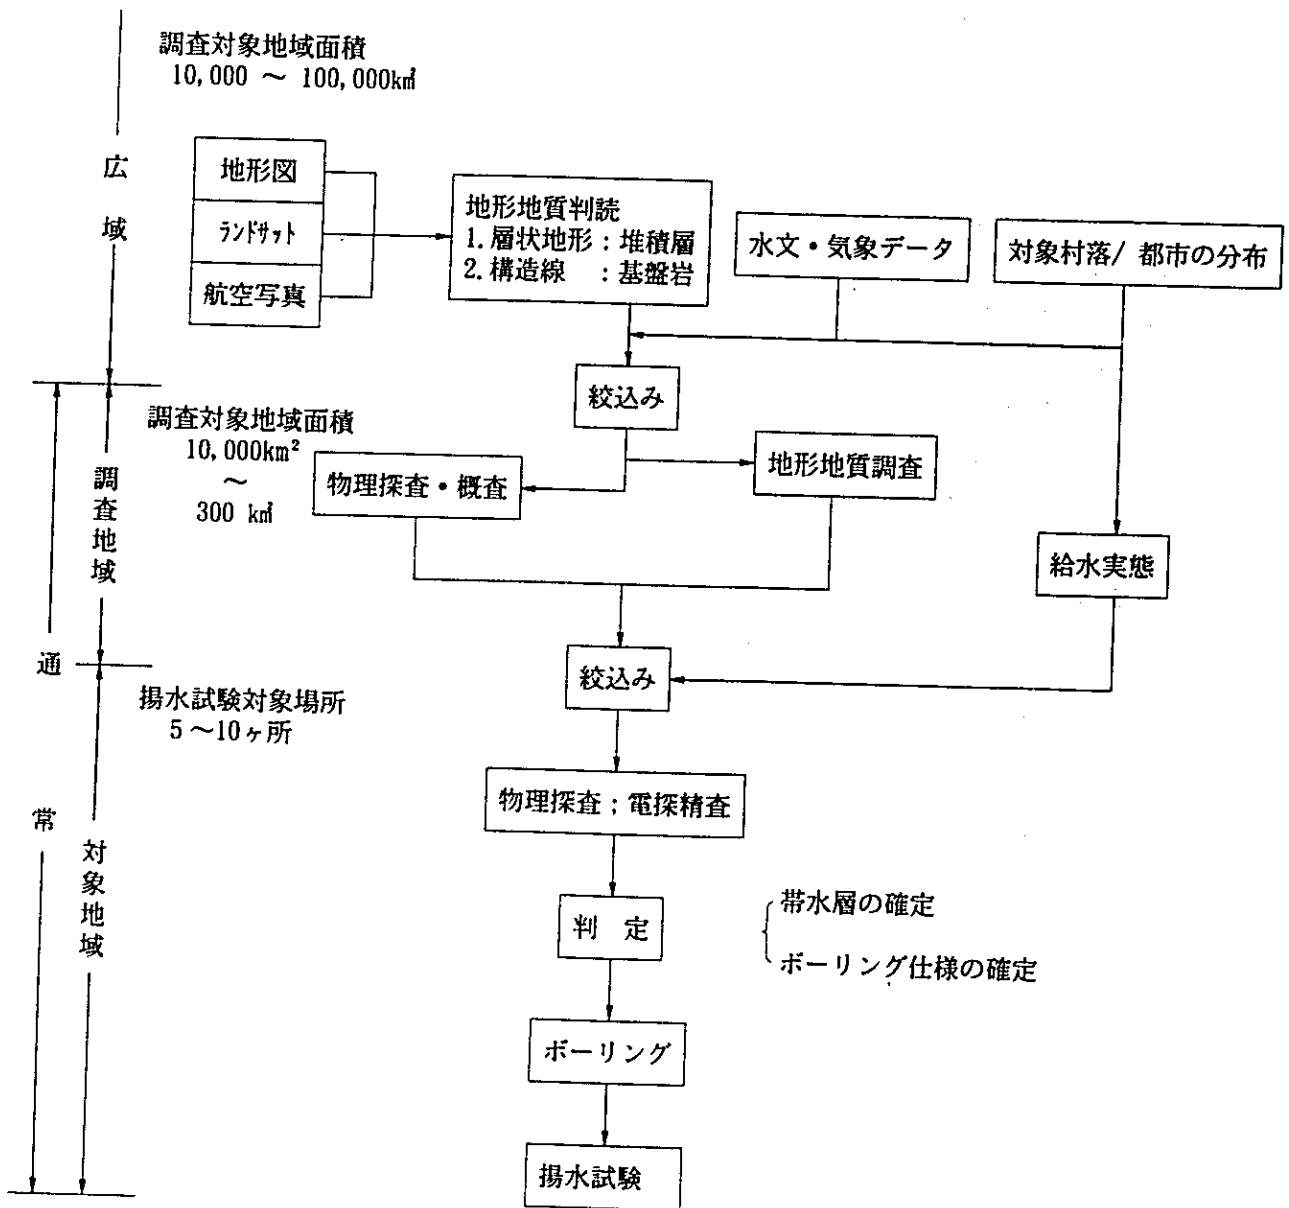 調査対象地域面積
10,000 ～ 100,000㎢
広域
地形図
ランドサット
航空写真
地形地質判読
1.層状地形：堆積層
2.構造線　：基盤岩
水文・気象データ
対象村落/ 都市の分布
絞込み
調査対象地域面積
10,000km²
～
300 ㎢
調査地域
物理探査・概査
地形地質調査
給水実態
通常
絞込み
揚水試験対象場所
5～10ヶ所
対象地域
物理探査；電探精査
判　定
帯水層の確定
ボーリング仕様の確定
ボーリング
揚水試験